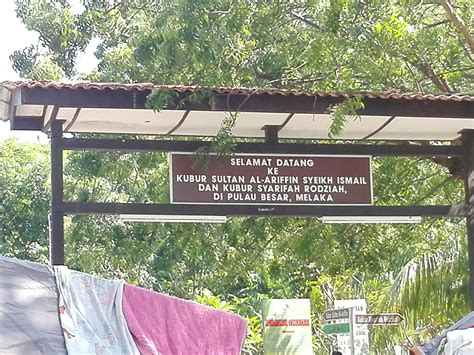 SELAMAT DATANG
KE
KUBUR SULTAN AL-ARIFFIN SYEIKH ISMAIL
DAN KUBUR SYARIFAH RODZIAH,
DI PULAU BESAR, MELAKA